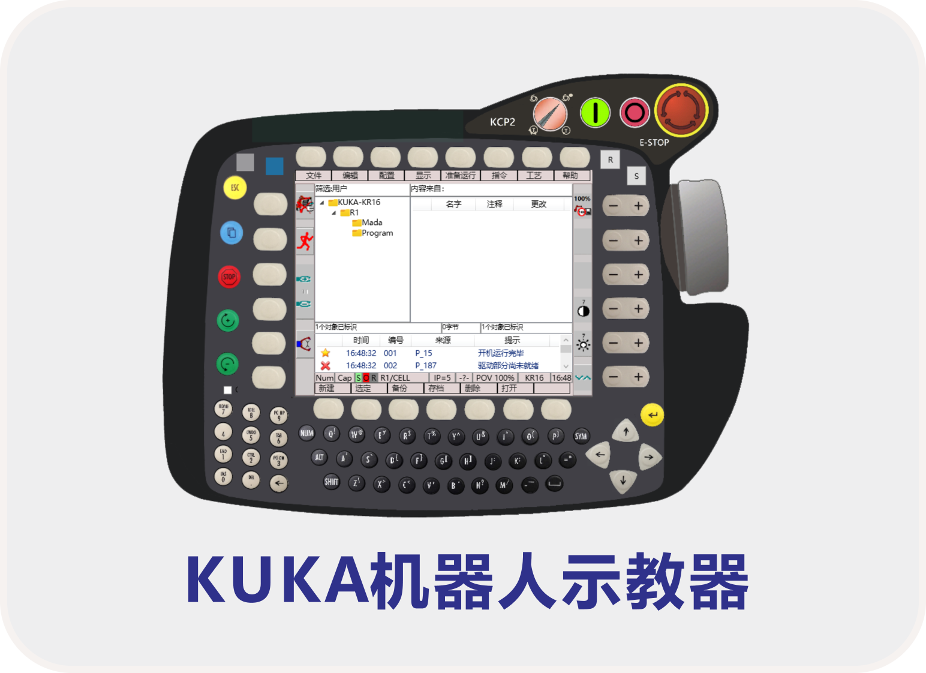 KCP2
E-STOP
R
S
ESC
STOP
文件 编辑 配置 显示 准备运行 指令 工艺 帮助
筛选:用户 内容来自:
KUKA-KR16
R1
Mada
Program
名字 注释 更改
100%
1个对象已标识 0字节 1个对象已标识
时间 编号 来源 提示
16:48:32 001 P_15 开机运行完毕
16:48:32 002 P_187 驱动部分尚未就绪
Num Cap S O R R1/CELL IP=5 -?- POV 100% KR16 16:48
新建 选定 备份 存档 删除 打开
NUM Q W E R T Y U I O P SYM
ALT A S D F G H J K L
SHIFT Z X C V B N M
KUKA机器人示教器